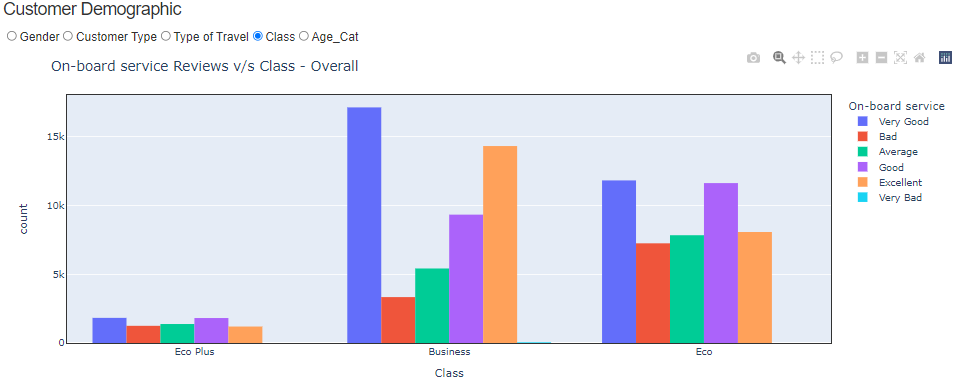 Customer Demographic
Gender Customer Type Type of Travel Class Age_Cat
On-board service Reviews v/s Class - Overall
On-board service
Very Good
Bad
Average
Good
Excellent
Very Bad
15k
10k
5k
0
count
Eco Plus Business Eco
Class